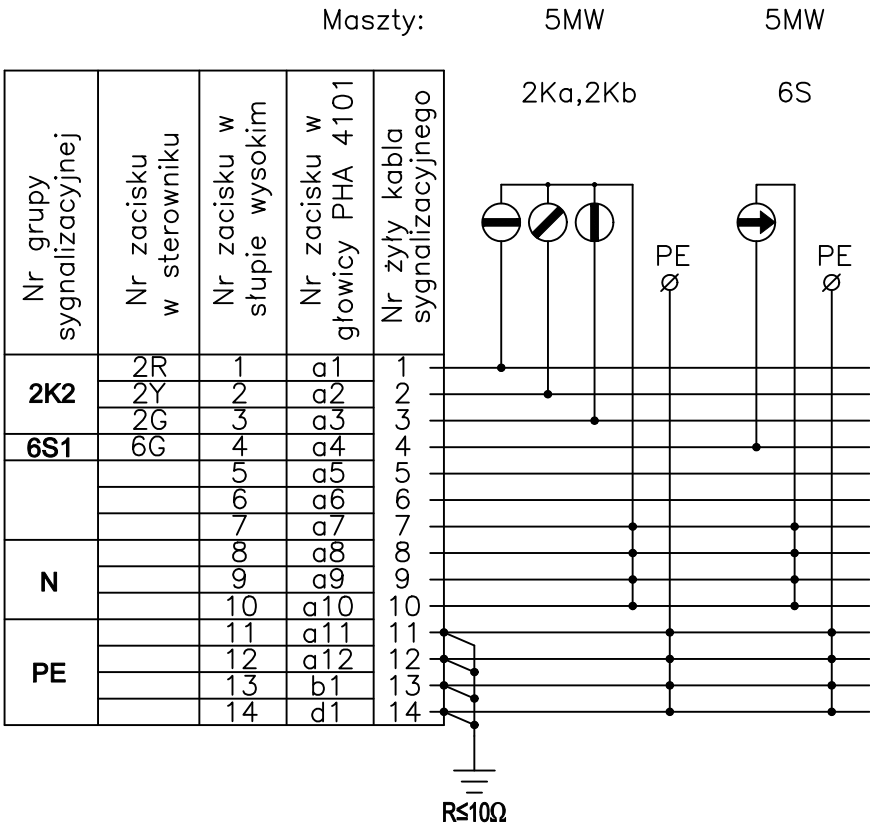 Maszty: 5MW 5MW
2Ka,2Kb 6S
Nr grupy
sygnalizacyjnej
Nr zacisku
w sterowniku
Nr zacisku w
słupie wysokim
Nr zacisku w
głowicy PHA 4101
Nr żyły kabla
sygnalizacyjnego
PE PE
2K2 2R 1 a1 1
2Y 2 a2 2
2G 3 a3 3
6S1 6G 4 a4 4
5 a5 5
6 a6 6
7 a7 7
N 8 a8 8
9 a9 9
10 a10 10
PE 11 a11 11
12 a12 12
13 b1 13
14 d1 14
R≤10Ω